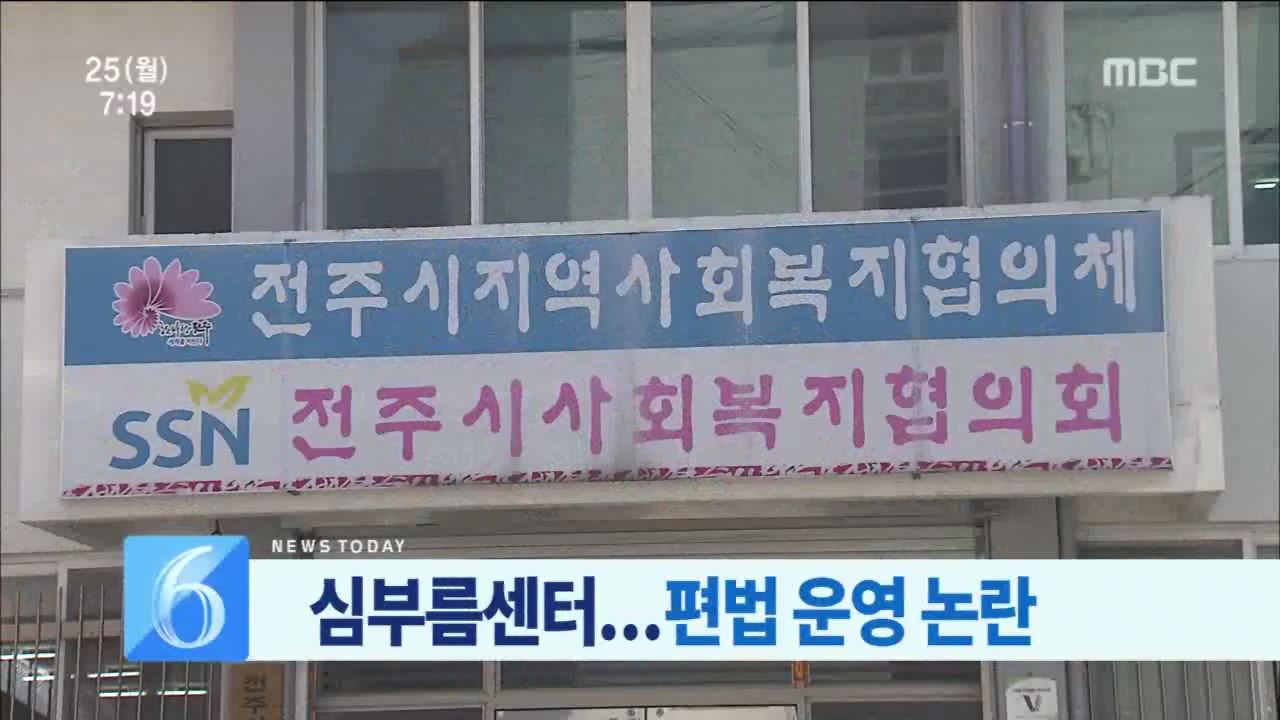 25(월)
7:19
MBC
전주시지역사회복지협의체
SSN 전주시사회복지협의회
6
NEWS TODAY
심부름센터...편법 운영 논란